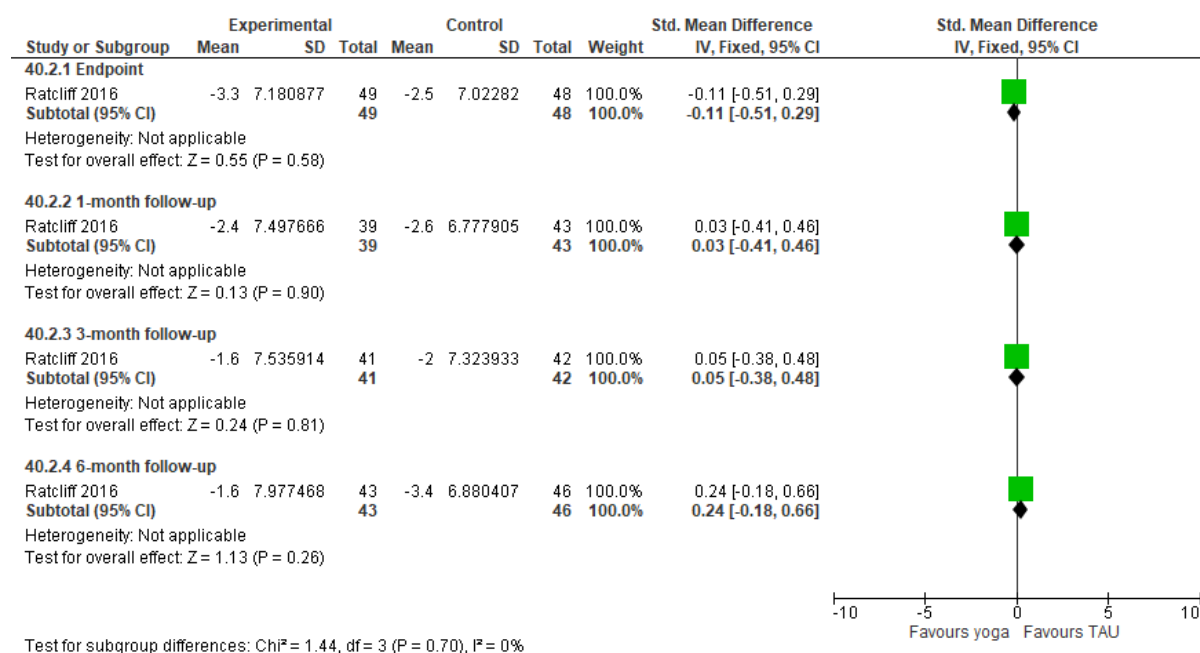 Experimental Control Std. Mean Difference Std. Mean Difference
Study or Subgroup Mean SD Total Mean SD Total Weight IV, Fixed, 95% CI IV, Fixed, 95% CI
40.2.1 Endpoint
Ratcliff 2016 -3.3 7.180877 49 -2.5 7.02282 48 100.0% -0.11 [-0.51, 0.29]
Subtotal (95% CI) 49 48 100.0% -0.11 [-0.51, 0.29]
Heterogeneity: Not applicable
Test for overall effect: Z = 0.55 (P = 0.58)
40.2.2 1-month follow-up
Ratcliff 2016 -2.4 7.497666 39 -2.6 6.777905 43 100.0% 0.03 [-0.41, 0.46]
Subtotal (95% CI) 39 43 100.0% 0.03 [-0.41, 0.46]
Heterogeneity: Not applicable
Test for overall effect: Z = 0.13 (P = 0.90)
40.2.3 3-month follow-up
Ratcliff 2016 -1.6 7.535914 41 -2 7.323933 42 100.0% 0.05 [-0.38, 0.48]
Subtotal (95% CI) 41 42 100.0% 0.05 [-0.38, 0.48]
Heterogeneity: Not applicable
Test for overall effect: Z = 0.24 (P = 0.81)
40.2.4 6-month follow-up
Ratcliff 2016 -1.6 7.977468 43 -3.4 6.880407 46 100.0% 0.24 [-0.18, 0.66]
Subtotal (95% CI) 43 46 100.0% 0.24 [-0.18, 0.66]
Heterogeneity: Not applicable
Test for overall effect: Z = 1.13 (P = 0.26)
-10 -5 0 5 10
Favours yoga Favours TAU
Test for subgroup differences: Chi² = 1.44, df = 3 (P = 0.70), I² = 0%